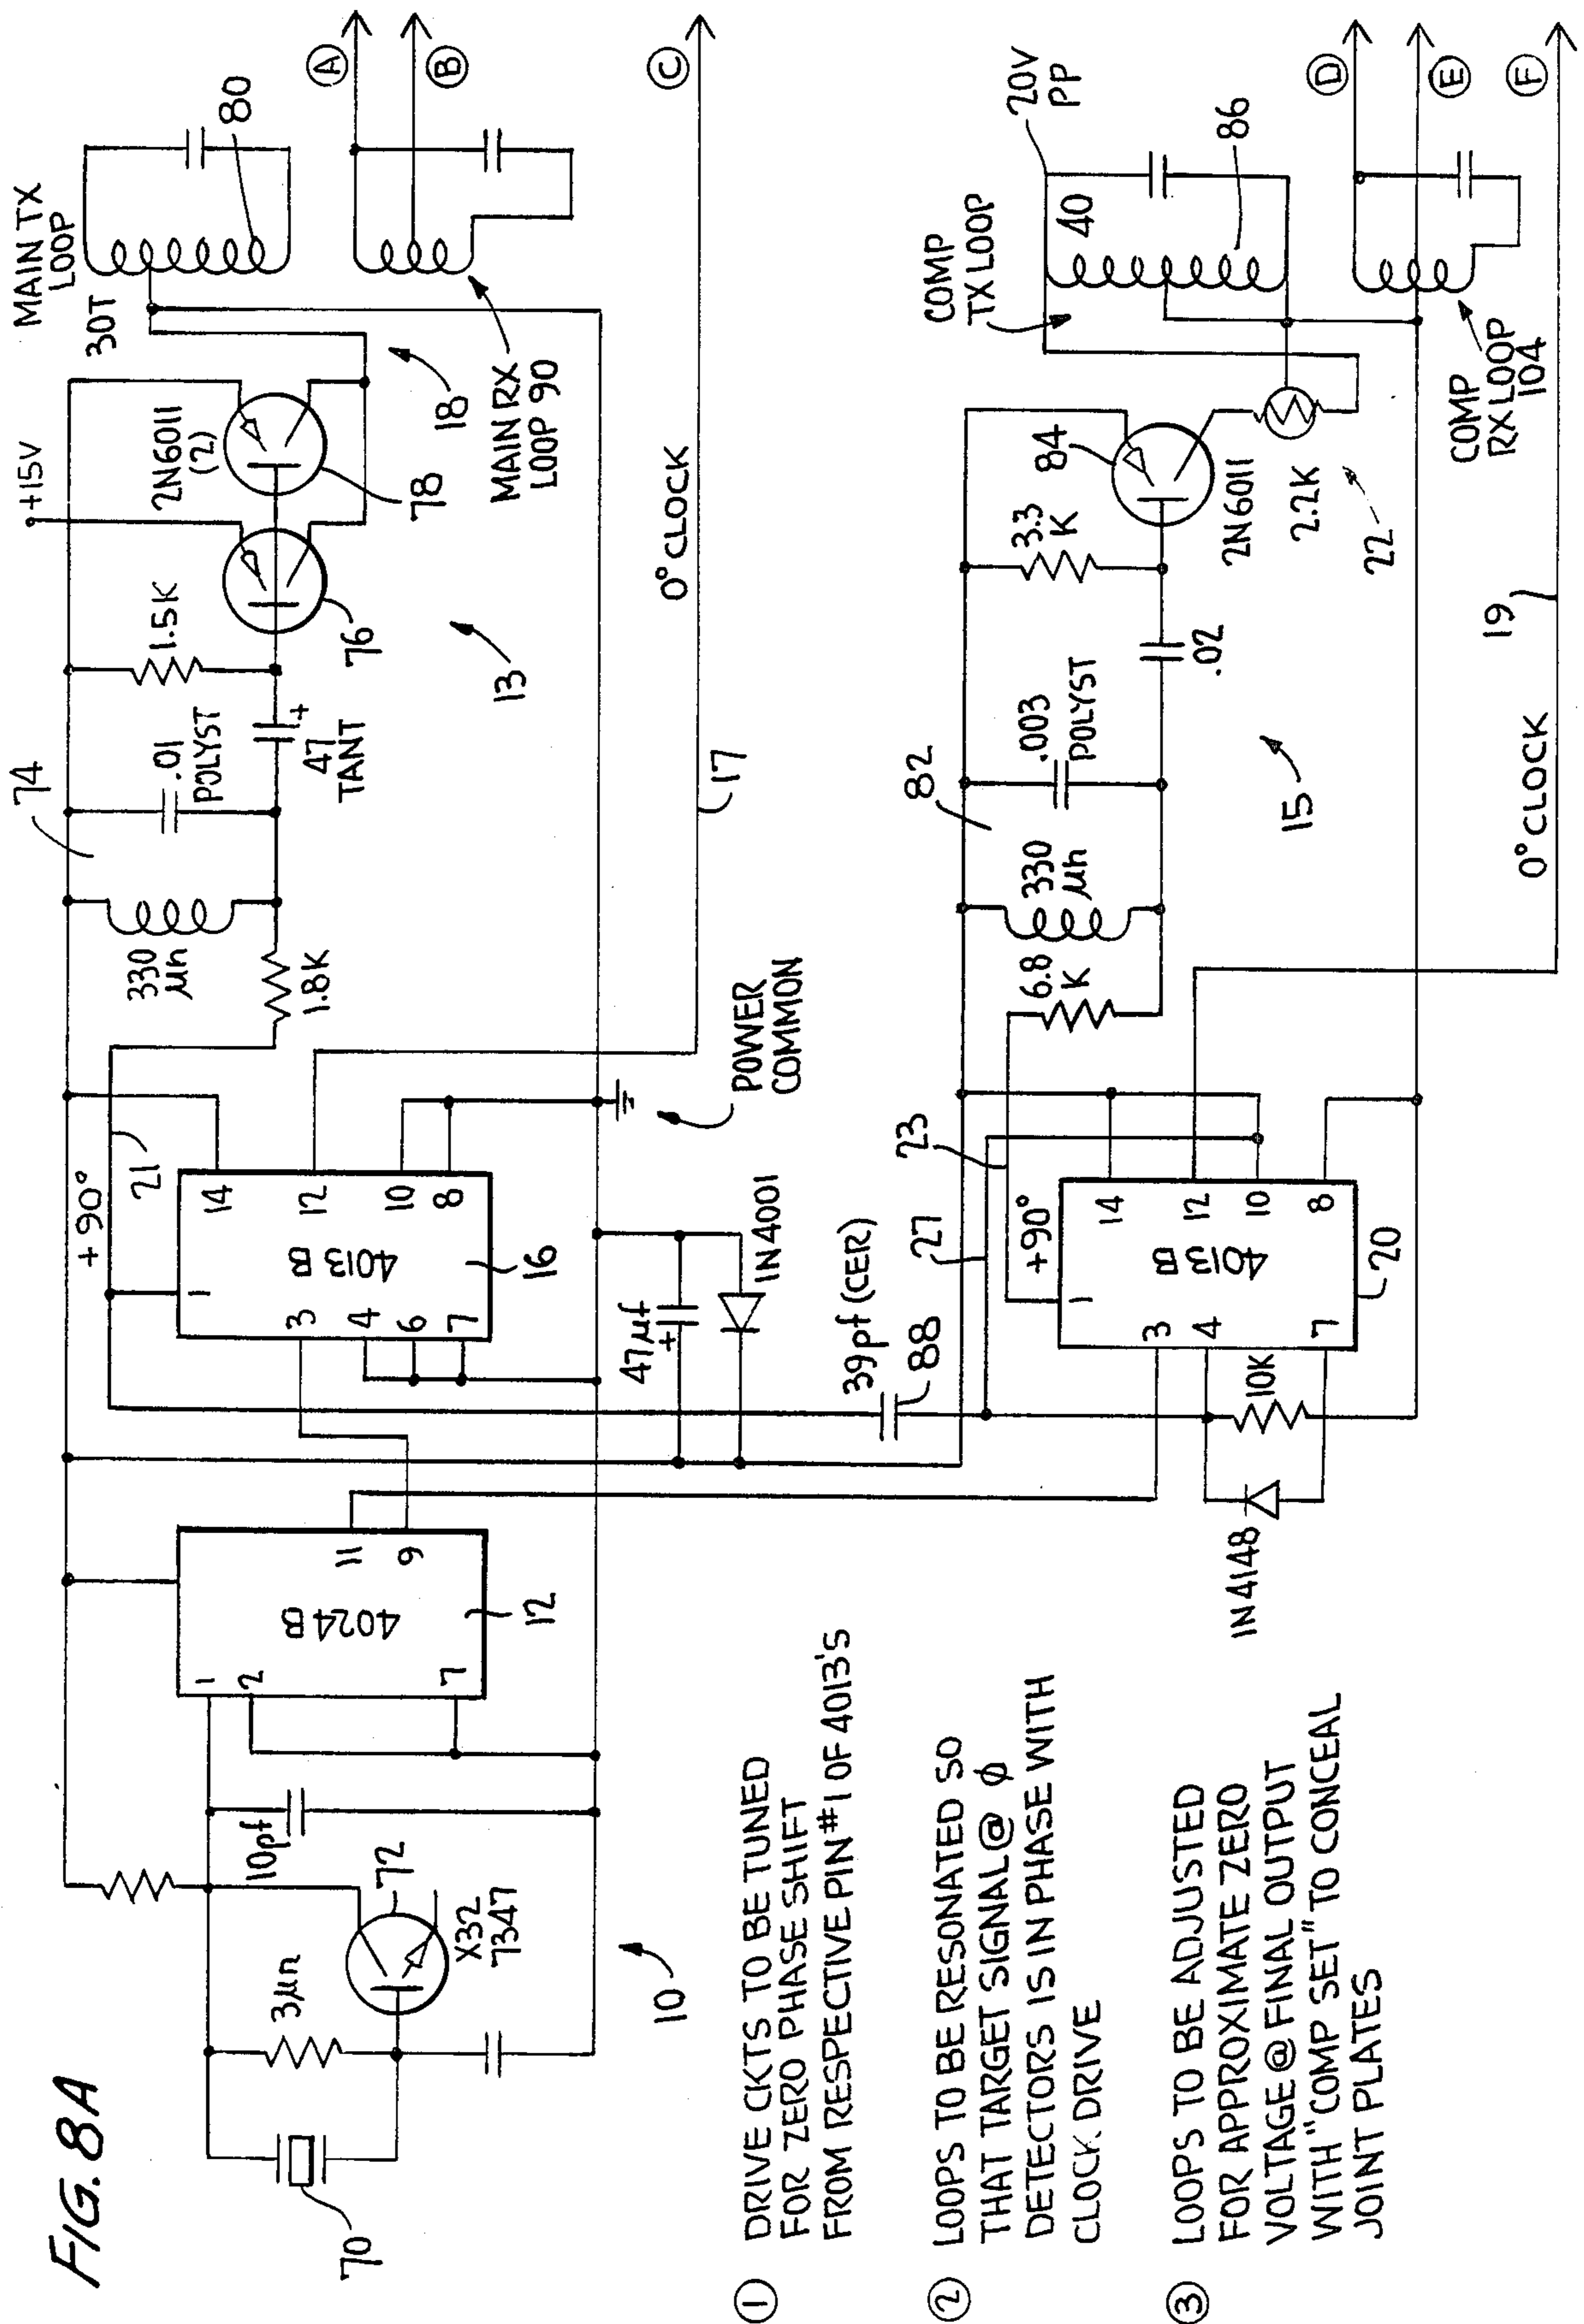 FIG. 8A
MAIN TX
LOOP
30T
80
A
B
C
+15V
2N6011
(2)
78
18
MAIN RX
LOOP 90
76
13
1.5K
.01
POLYST
47
TANT
+
74
330
µh
1.8K
+90°
21
14
12
10
8
1
3
4
6
7
4013 B
16
POWER
COMMON
0° CLOCK
17
4024 B
12
1
2
7
11
9
10pf
72
X32
7347
3µn
10
70
47µf
+
1N4001
39pf (CER)
88
27
23
+90°
14
12
10
8
1
3
4
7
4013 B
20
10K
1N4148
6.8
K
330
µh
82
.003
POLYST
.02
15
3.3
K
84
2N6011
2.2K
22
COMP
TX LOOP
40
20V
PP
86
D
E
F
COMP
RX LOOP
104
19
0° CLOCK
1 DRIVE CKTS TO BE TUNED
FOR ZERO PHASE SHIFT
FROM RESPECTIVE PIN #1 OF 4013'S
2 LOOPS TO BE RESONATED SO
THAT TARGET SIGNAL @ Ø
DETECTORS IS IN PHASE WITH
CLOCK DRIVE
3 LOOPS TO BE ADJUSTED
FOR APPROXIMATE ZERO
VOLTAGE @ FINAL OUTPUT
WITH "COMP SET" TO CONCEAL
JOINT PLATES